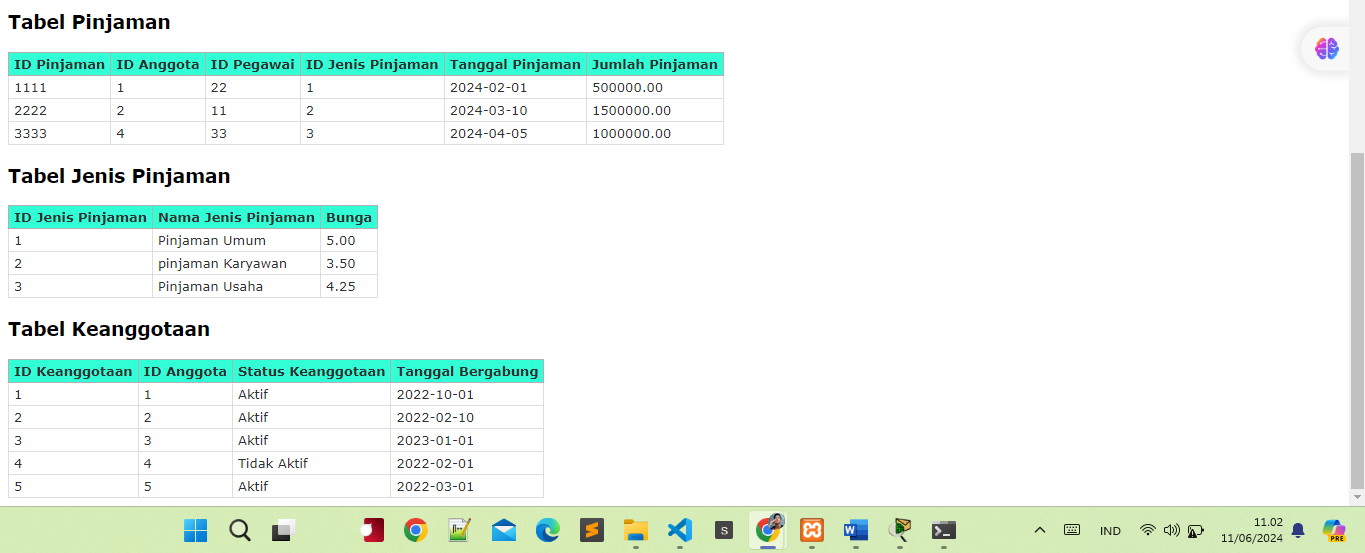 Tabel Pinjaman
ID Pinjaman ID Anggota ID Pegawai ID Jenis Pinjaman Tanggal Pinjaman Jumlah Pinjaman
1111 1 22 1 2024-02-01 500000.00
2222 2 11 2 2024-03-10 1500000.00
3333 4 33 3 2024-04-05 1000000.00
Tabel Jenis Pinjaman
ID Jenis Pinjaman Nama Jenis Pinjaman Bunga
1 Pinjaman Umum 5.00
2 pinjaman Karyawan 3.50
3 Pinjaman Usaha 4.25
Tabel Keanggotaan
ID Keanggotaan ID Anggota Status Keanggotaan Tanggal Bergabung
1 1 Aktif 2022-10-01
2 2 Aktif 2022-02-10
3 3 Aktif 2023-01-01
4 4 Tidak Aktif 2022-02-01
5 5 Aktif 2022-03-01
S
IND
11.02
11/06/2024
PRE